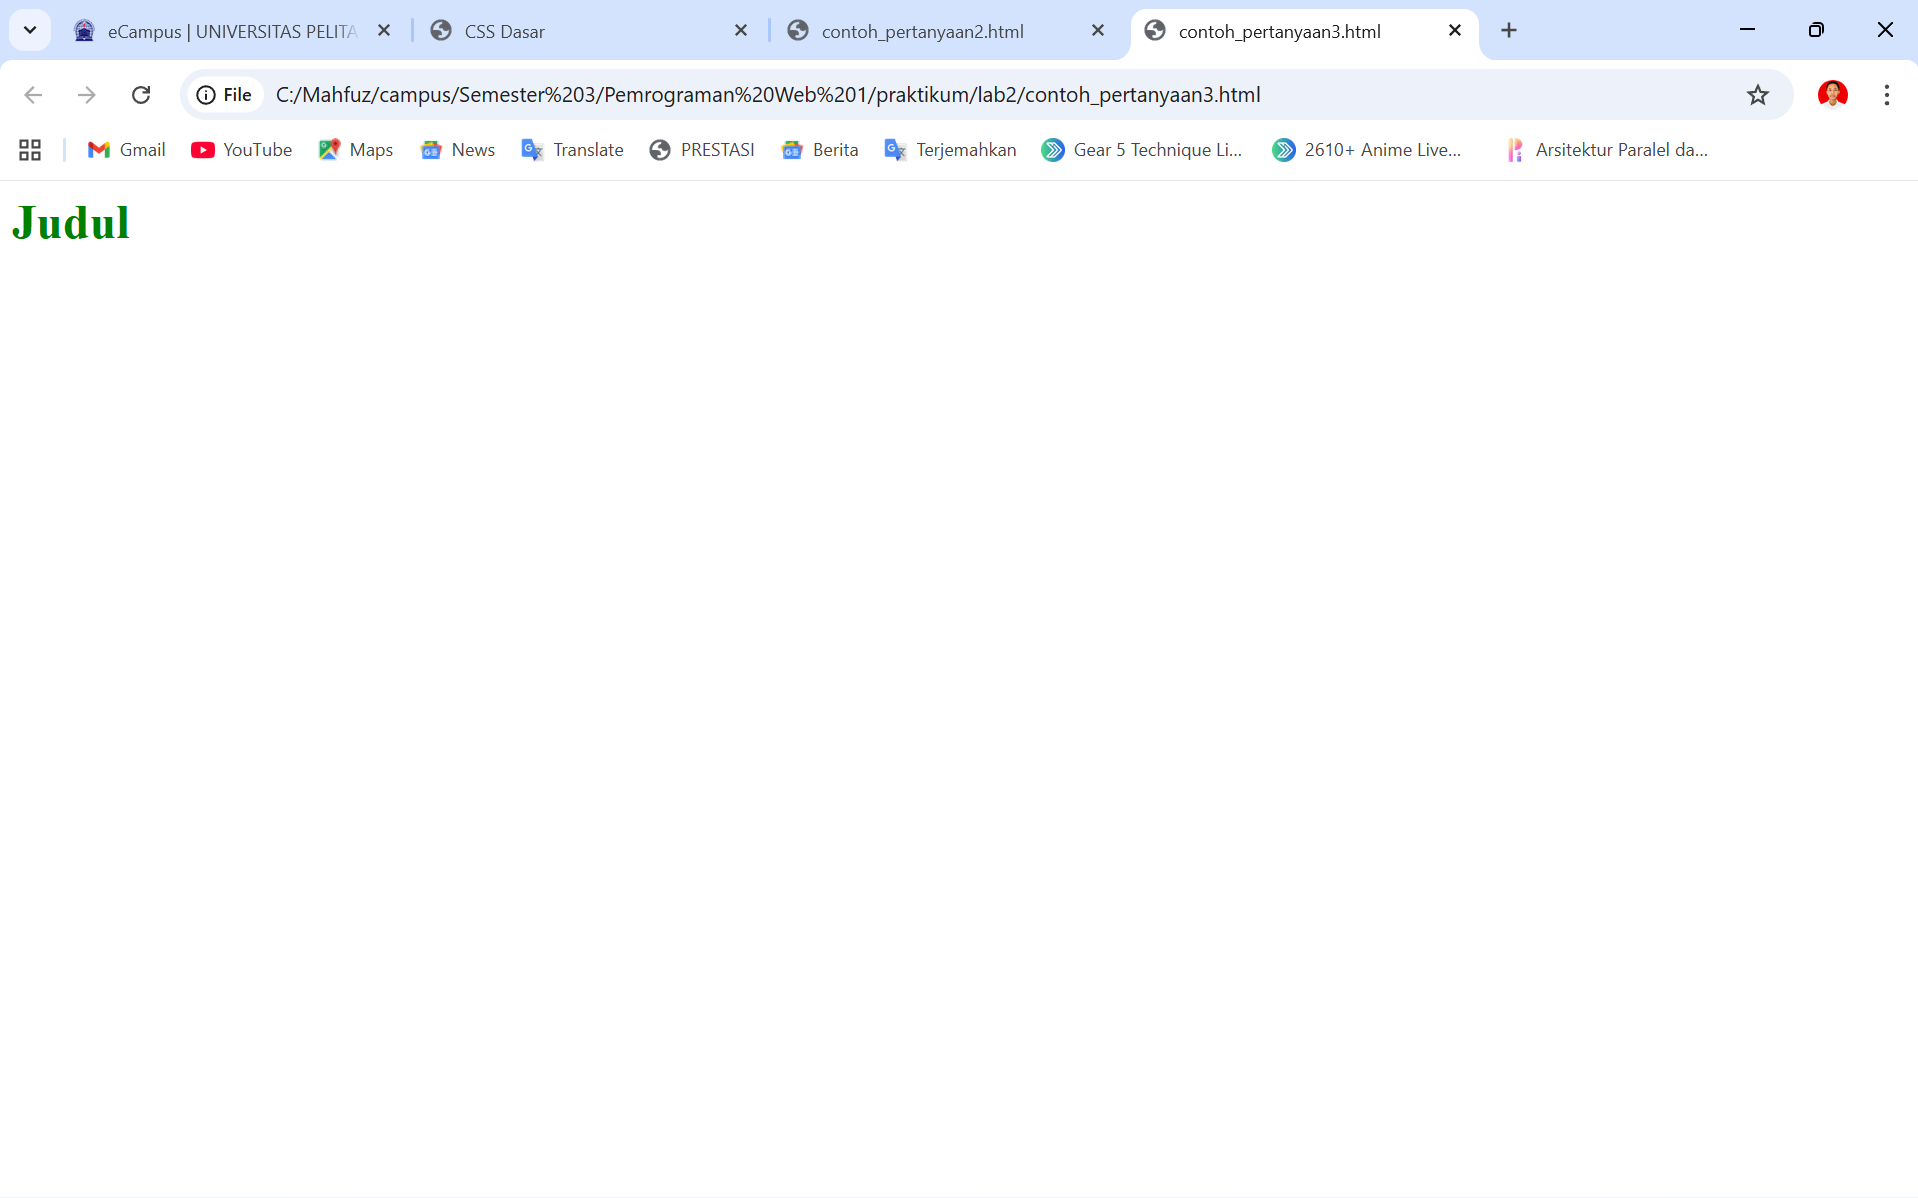 eCampus | UNIVERSITAS PELITA
CSS Dasar
contoh_pertanyaan2.html
contoh_pertanyaan3.html
File
C:/Mahfuz/campus/Semester%203/Pemrograman%20Web%201/praktikum/lab2/contoh_pertanyaan3.html
Gmail
YouTube
Maps
News
Translate
PRESTASI
Berita
Terjemahkan
Gear 5 Technique Li...
2610+ Anime Live...
Arsitektur Paralel da...
Judul